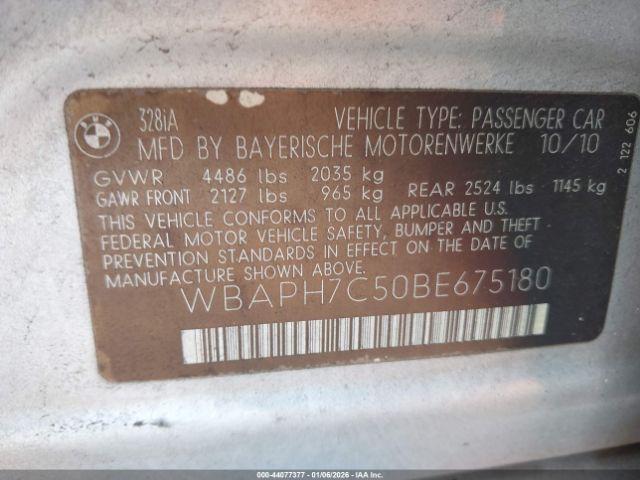 BMW
328iA
VEHICLE TYPE: PASSENGER CAR
MFD BY BAYERISCHE MOTORENWERKE 10/10
GVWR 4486 lbs 2035 kg
GAWR FRONT 2127 lbs 965 kg REAR 2524 lbs 1145 kg
THIS VEHICLE CONFORMS TO ALL APPLICABLE U.S.
FEDERAL MOTOR VEHICLE SAFETY, BUMPER AND THEFT
PREVENTION STANDARDS IN EFFECT ON THE DATE OF
MANUFACTURE SHOWN ABOVE.
WBAPH7C50BE675180
2 122 606
000-44077377 - 01/06/2026 - IAA Inc.